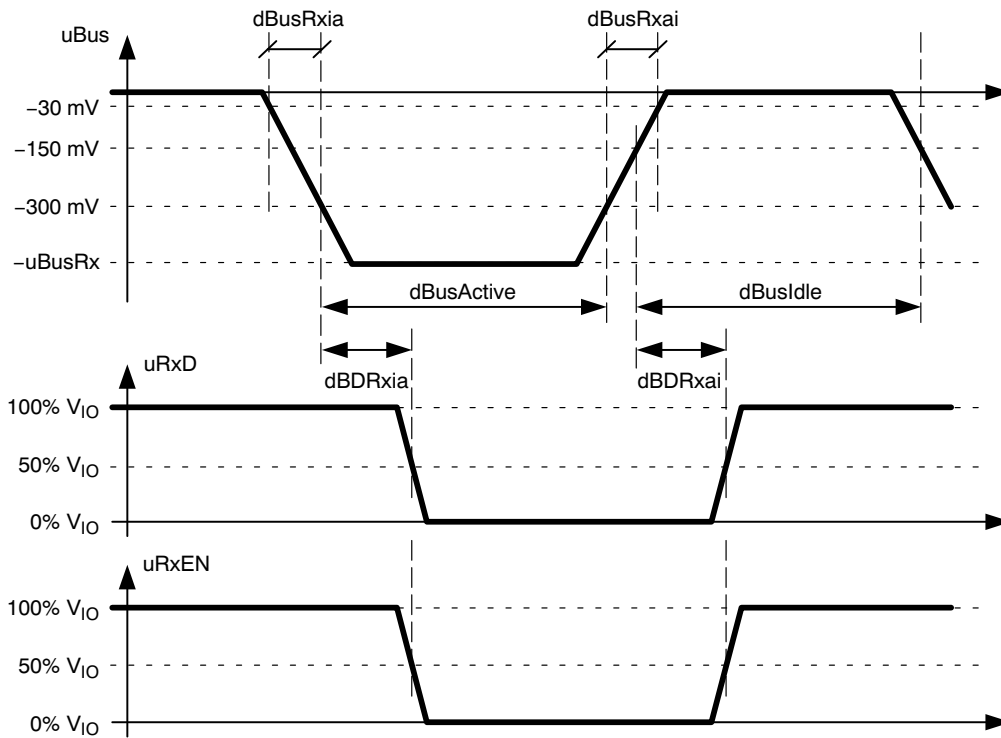 dBusRxia
dBusRxai
uBus
−30 mV
−150 mV
−300 mV
−uBusRx
dBusActive
dBusIdle
uRxD
dBDRxia
dBDRxai
100% VIO
50% VIO
0% VIO
uRxEN
100% VIO
50% VIO
0% VIO